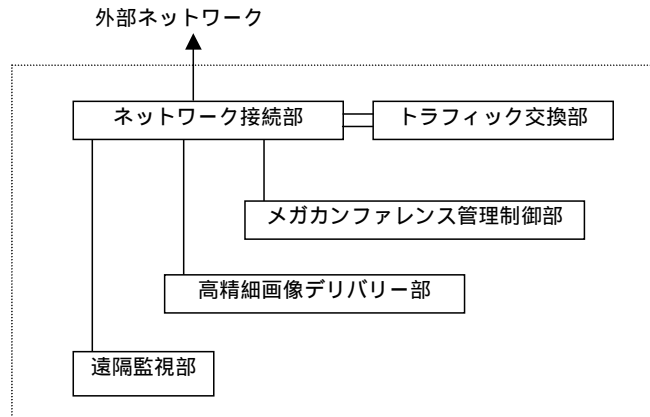 外部ネットワーク
ネットワーク接続部
トラフィック交換部
メガカンファレンス管理制御部
高精細画像デリバリー部
遠隔監視部